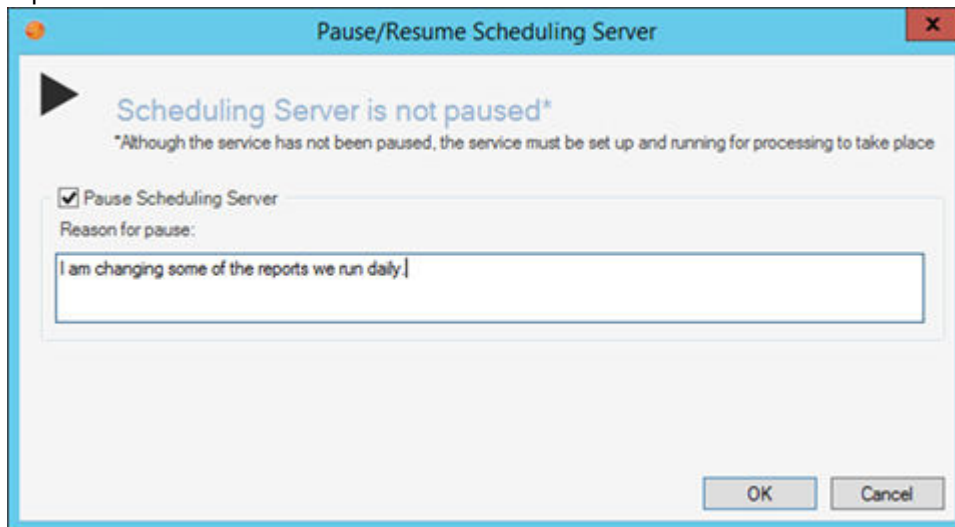 Pause/Resume Scheduling Server
x
Scheduling Server is not paused*
*Although the service has not been paused, the service must be set up and running for processing to take place
Pause Scheduling Server
Reason for pause:
I am changing some of the reports we run daily.
OK
Cancel